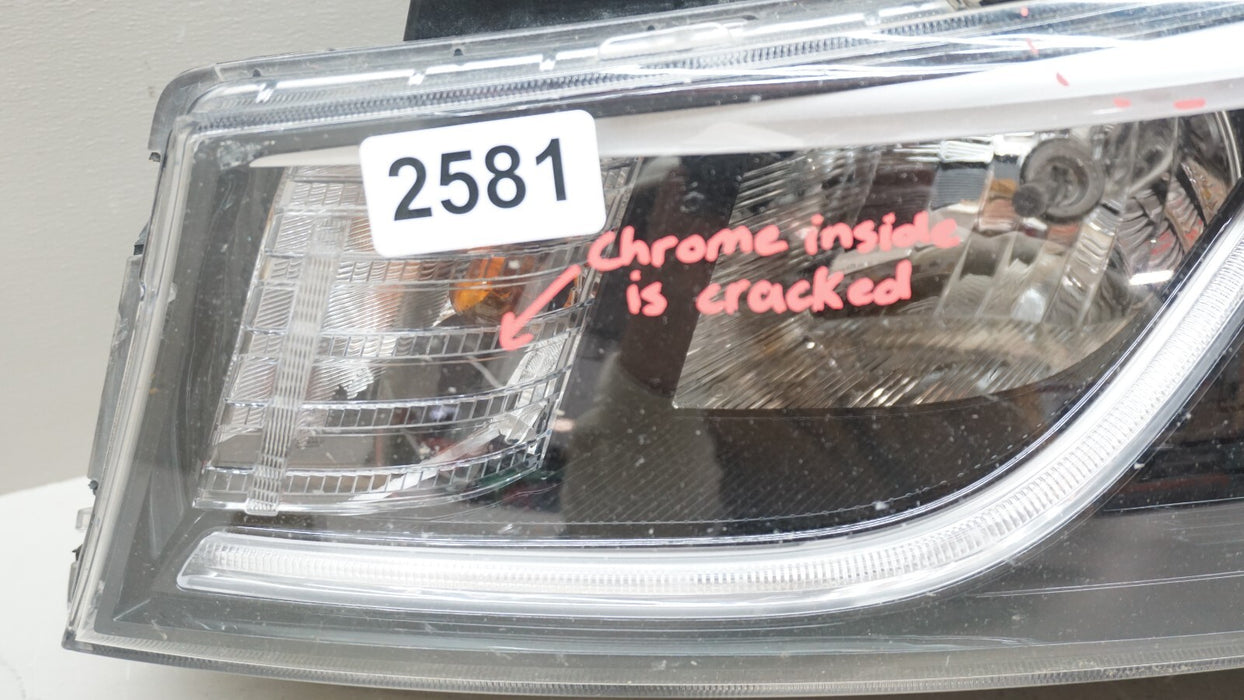 2581
Chrome inside
is cracked